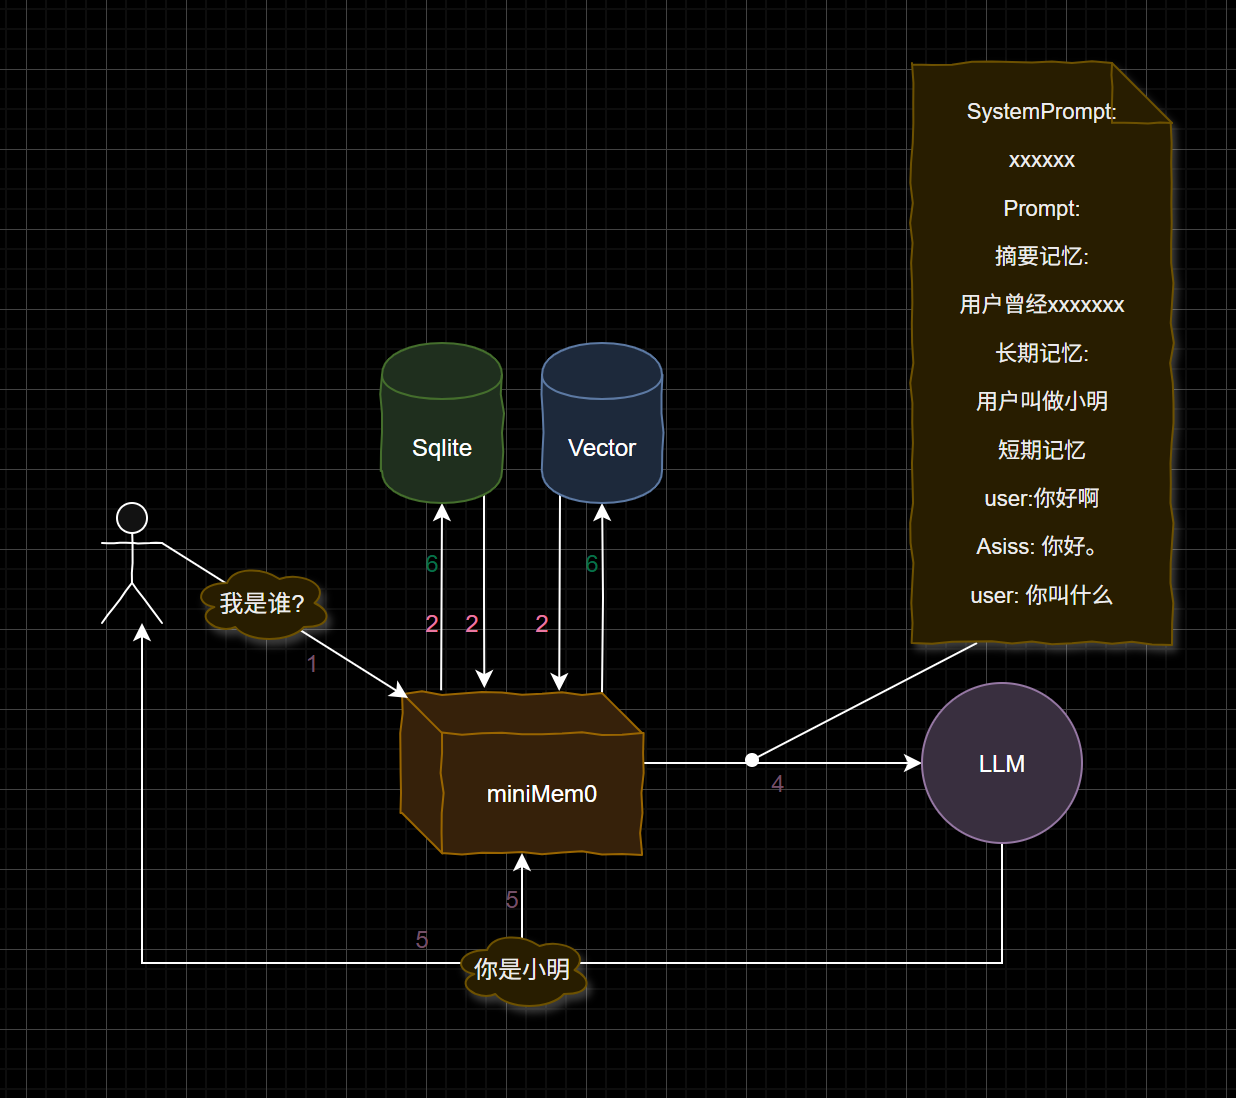 SystemPrompt:
xxxxxx
Prompt:
摘要记忆:
用户曾经xxxxxxx
长期记忆:
用户叫做小明
短期记忆
user:你好啊
Asiss: 你好。
user: 你叫什么
Sqlite
Vector
6
6
我是谁?
2
2
2
1
LLM
4
miniMem0
5
5
你是小明